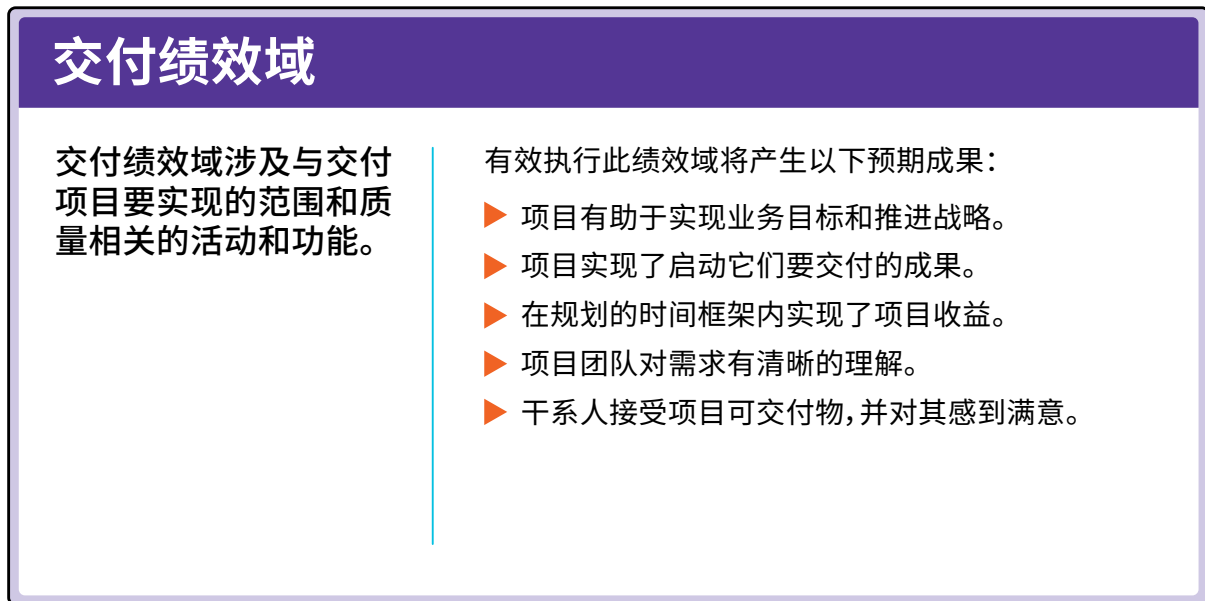 交付绩效域
交付绩效域涉及与交付
项目要实现的范围和质
量相关的活动和功能。
有效执行此绩效域将产生以下预期成果：
项目有助于实现业务目标和推进战略。
项目实现了启动它们要交付的成果。
在规划的时间框架内实现了项目收益。
项目团队对需求有清晰的理解。
干系人接受项目可交付物，并对其感到满意。